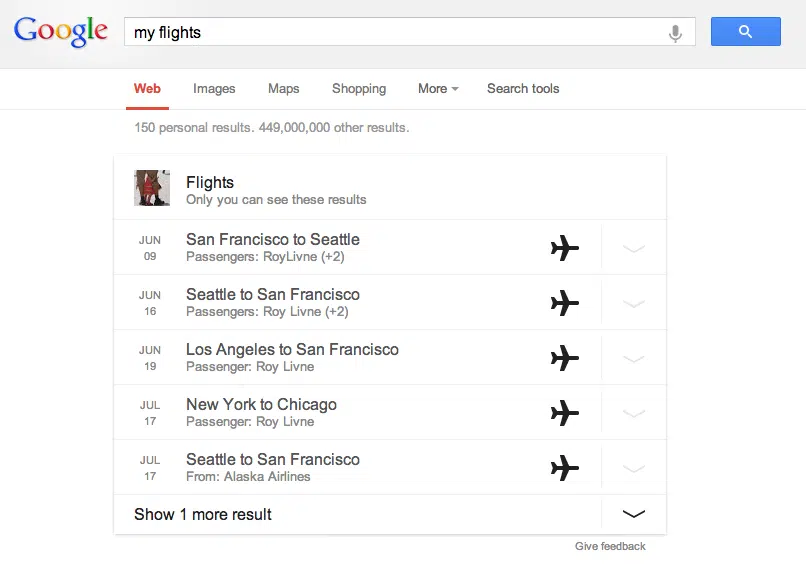 Google
my flights
Web Images Maps Shopping More Search tools
150 personal results. 449,000,000 other results.
Flights
Only you can see these results
JUN 09
San Francisco to Seattle
Passengers: RoyLivne (+2)
JUN 16
Seattle to San Francisco
Passengers: Roy Livne (+2)
JUN 19
Los Angeles to San Francisco
Passenger: Roy Livne
JUL 17
New York to Chicago
Passenger: Roy Livne
JUL 17
Seattle to San Francisco
From: Alaska Airlines
Show 1 more result
Give feedback